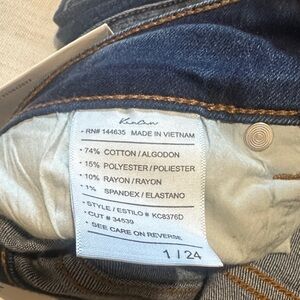 KanCan
• RN# 144635 MADE IN VIETNAM
• 74% COTTON / ALGODON
• 15% POLYESTER / POLIESTER
• 10% RAYON / RAYON
• 1% SPANDEX / ELASTANO
• STYLE / ESTILO # KC8376D
• CUT # 34539
• SEE CARE ON REVERSE
1 / 24